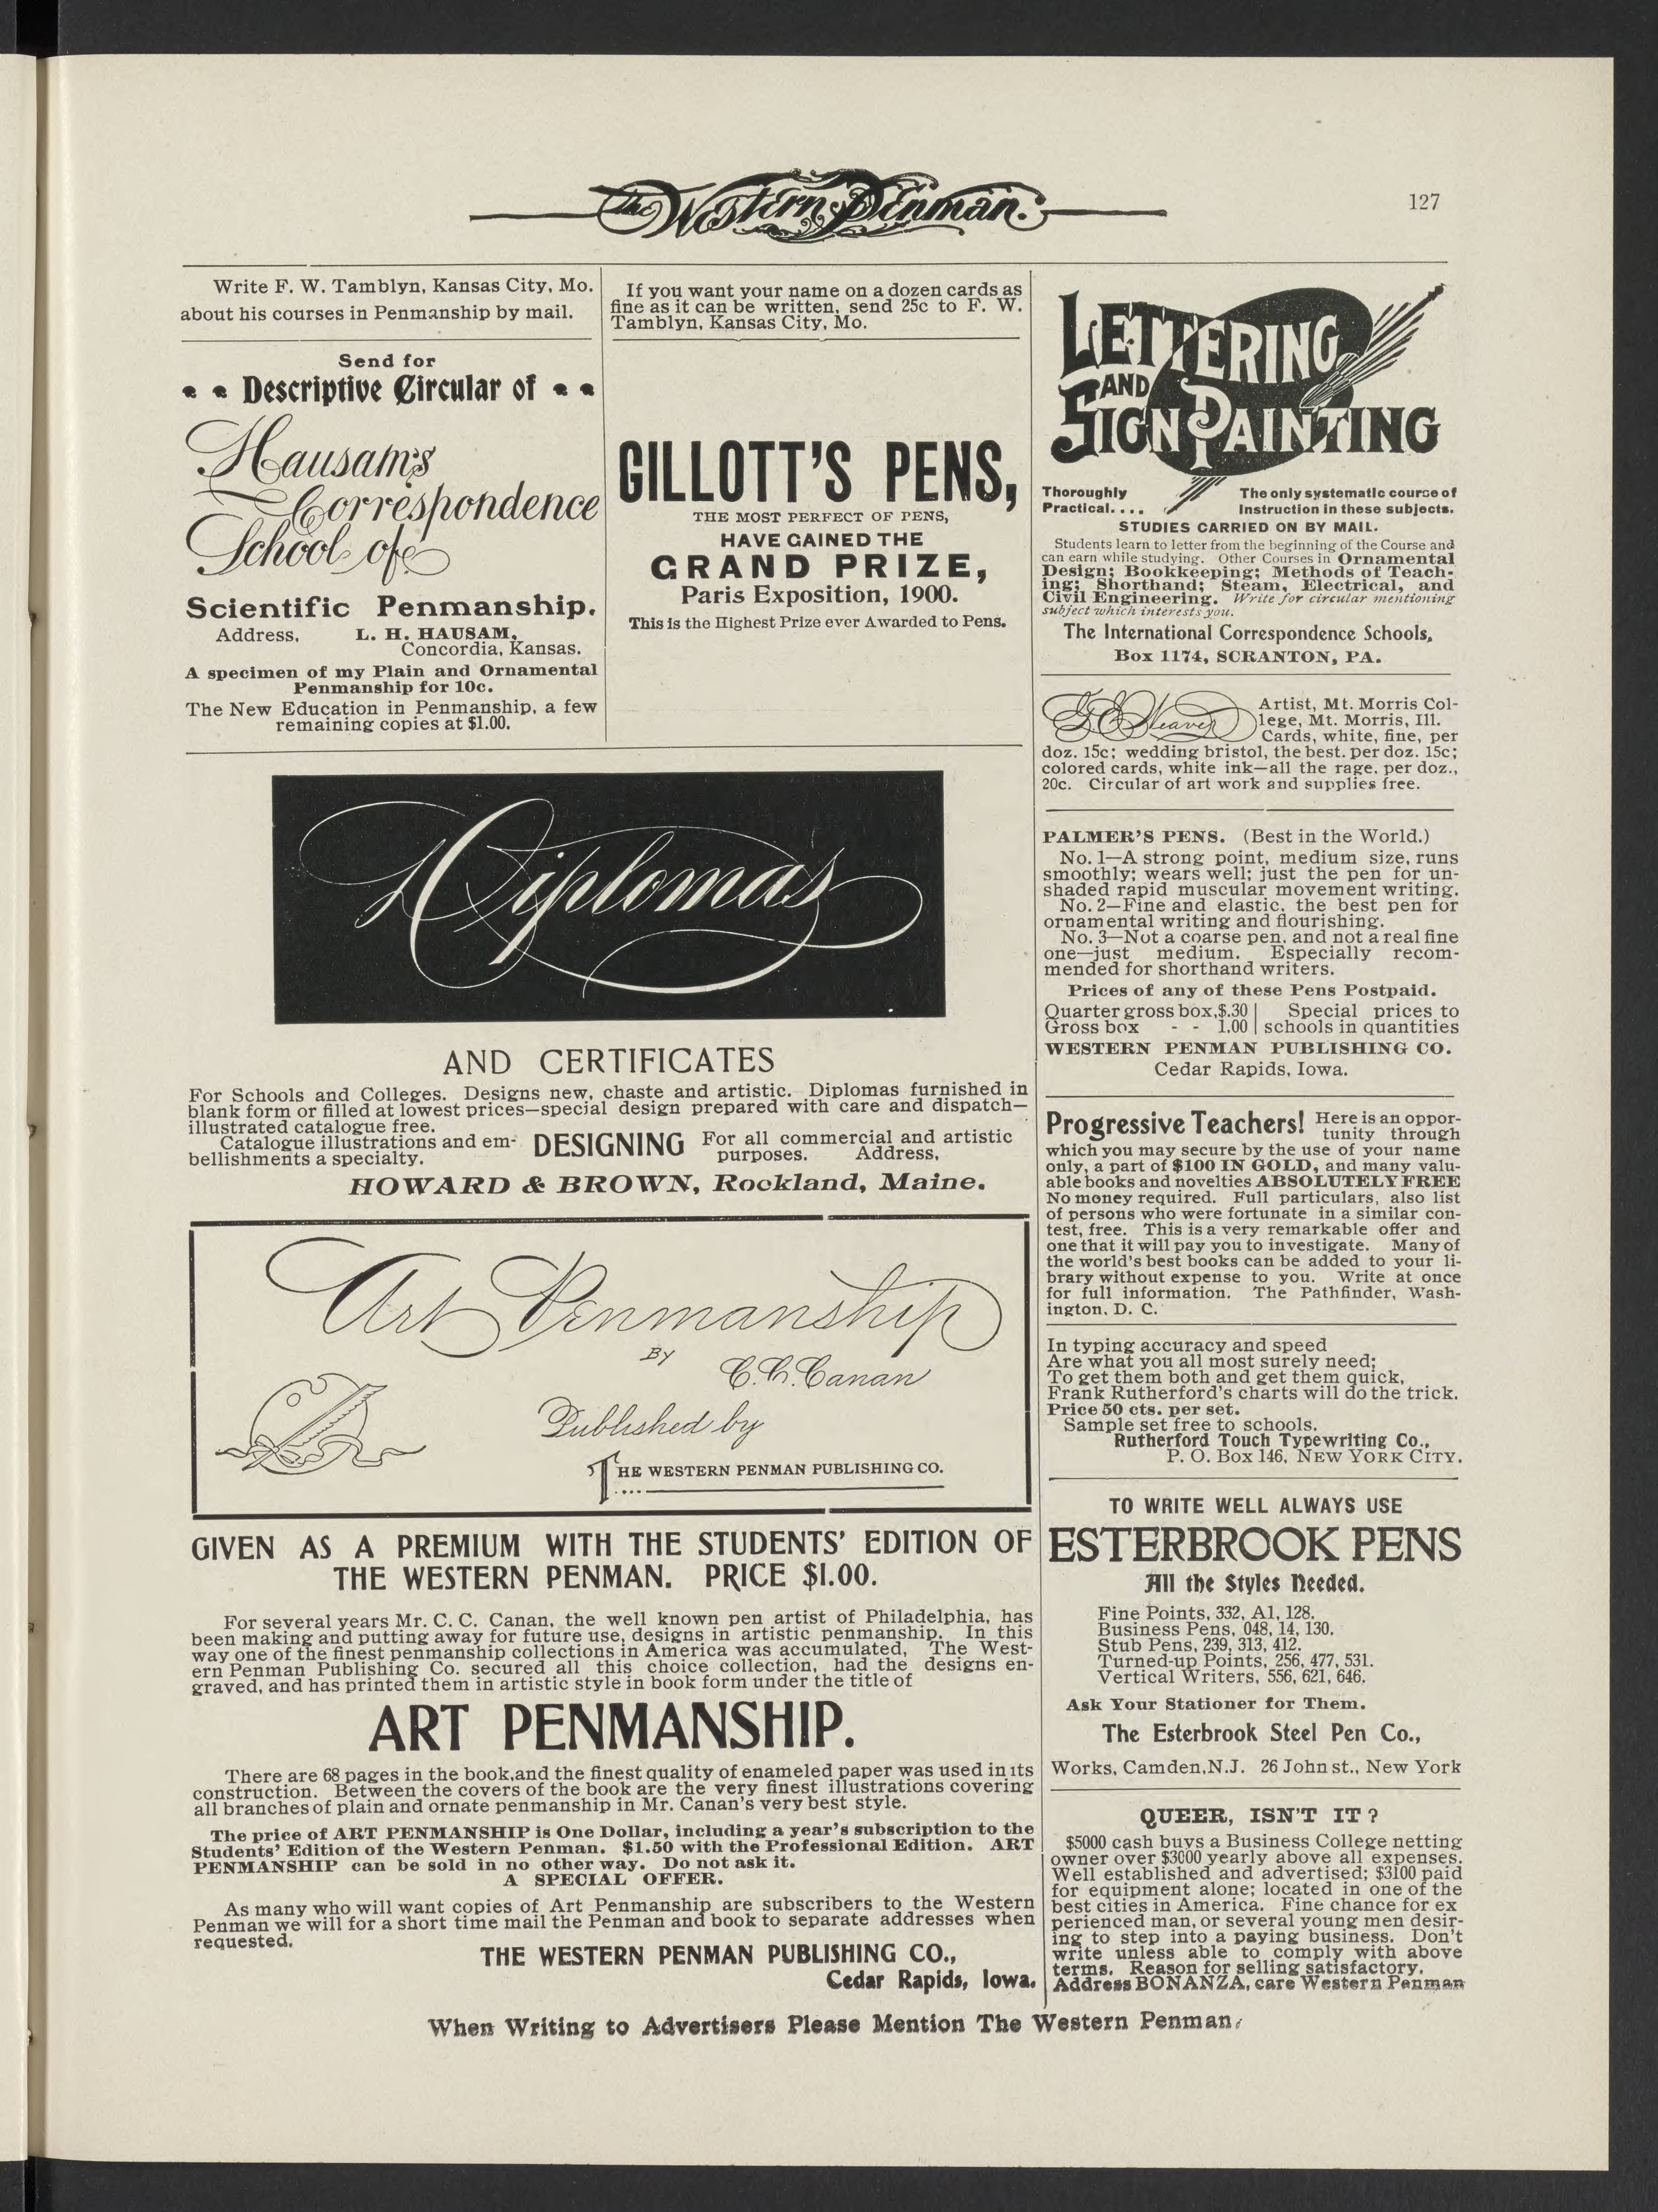 The Western Penman.
127
Write F. W. Tamblyn, Kansas City, Mo.
about his courses in Penmanship by mail.
Send for
Descriptive Circular of
Hausam's
Correspondence
School of
Scientific Penmanship.
Address, L. H. HAUSAM,
Concordia, Kansas.
A specimen of my Plain and Ornamental
Penmanship for 10c.
The New Education in Penmanship, a few
remaining copies at $1.00.
If you want your name on a dozen cards as
fine as it can be written, send 25c to F. W.
Tamblyn, Kansas City, Mo.
GILLOTT'S PENS,
THE MOST PERFECT OF PENS,
HAVE GAINED THE
GRAND PRIZE,
Paris Exposition, 1900.
This is the Highest Prize ever Awarded to Pens.
Diplomas
AND CERTIFICATES
For Schools and Colleges. Designs new, chaste and artistic. Diplomas furnished in
blank form or filled at lowest prices—special design prepared with care and dispatch—
illustrated catalogue free.
Catalogue illustrations and em-
bellishments a specialty.
DESIGNING
For all commercial and artistic
purposes. Address,
HOWARD & BROWN, Rockland, Maine.
Art Penmanship
BY
C. C. Canan
Published by
THE WESTERN PENMAN PUBLISHING CO.
GIVEN AS A PREMIUM WITH THE STUDENTS' EDITION OF
THE WESTERN PENMAN. PRICE $1.00.
For several years Mr. C. C. Canan, the well known pen artist of Philadelphia, has
been making and putting away for future use, designs in artistic penmanship. In this
way one of the finest penmanship collections in America was accumulated, The West-
ern Penman Publishing Co. secured all this choice collection, had the designs en-
graved, and has printed them in artistic style in book form under the title of
ART PENMANSHIP.
There are 68 pages in the book,and the finest quality of enameled paper was used in its
construction. Between the covers of the book are the very finest illustrations covering
all branches of plain and ornate penmanship in Mr. Canan's very best style.
The price of ART PENMANSHIP is One Dollar, including a year's subscription to the
Students' Edition of the Western Penman. $1.50 with the Professional Edition. ART
PENMANSHIP can be sold in no other way. Do not ask it.
A SPECIAL OFFER.
As many who will want copies of Art Penmanship are subscribers to the Western
Penman we will for a short time mail the Penman and book to separate addresses when
requested.
THE WESTERN PENMAN PUBLISHING CO.,
Cedar Rapids, Iowa.
LETTERING
AND
SIGN PAINTING
Thoroughly
Practical....
The only systematic course of
Instruction in these subjects.
STUDIES CARRIED ON BY MAIL.
Students learn to letter from the beginning of the Course and
can earn while studying. Other Courses in Ornamental
Design; Bookkeeping; Methods of Teach-
ing; Shorthand; Steam, Electrical, and
Civil Engineering. Write for circular mentioning
subject which interests you.
The International Correspondence Schools,
Box 1174, SCRANTON, PA.
G. E. Weaver
Artist, Mt. Morris Col-
lege, Mt. Morris, Ill.
Cards, white, fine, per
doz. 15c; wedding bristol, the best, per doz. 15c;
colored cards, white ink—all the rage, per doz.,
20c. Circular of art work and supplies free.
PALMER'S PENS. (Best in the World.)
No. 1—A strong point, medium size, runs
smoothly; wears well; just the pen for un-
shaded rapid muscular movement writing.
No. 2—Fine and elastic, the best pen for
ornamental writing and flourishing.
No. 3—Not a coarse pen, and not a real fine
one—just medium. Especially recom-
mended for shorthand writers.
Prices of any of these Pens Postpaid.
Quarter gross box, $.30 | Special prices to
Gross box - - 1.00 | schools in quantities
WESTERN PENMAN PUBLISHING CO.
Cedar Rapids, Iowa.
Progressive Teachers! Here is an oppor-
tunity through
which you may secure by the use of your name
only, a part of $100 IN GOLD, and many valu-
able books and novelties ABSOLUTELY FREE
No money required. Full particulars, also list
of persons who were fortunate in a similar con-
test, free. This is a very remarkable offer and
one that it will pay you to investigate. Many of
the world's best books can be added to your li-
brary without expense to you. Write at once
for full information. The Pathfinder, Wash-
ington, D. C.
In typing accuracy and speed
Are what you all most surely need;
To get them both and get them quick,
Frank Rutherford's charts will do the trick.
Price 50 cts. per set.
Sample set free to schools.
Rutherford Touch Typewriting Co.,
P. O. Box 146, NEW YORK CITY.
TO WRITE WELL ALWAYS USE
ESTERBROOK PENS
All the Styles Needed.
Fine Points, 332, A1, 128.
Business Pens, 048, 14, 130.
Stub Pens, 239, 313, 412.
Turned-up Points, 256, 477, 531.
Vertical Writers, 556, 621, 646.
Ask Your Stationer for Them.
The Esterbrook Steel Pen Co.,
Works, Camden, N.J. 26 John st., New York
QUEER, ISN'T IT?
$5000 cash buys a Business College netting
owner over $3000 yearly above all expenses.
Well established and advertised; $3100 paid
for equipment alone; located in one of the
best cities in America. Fine chance for ex
perienced man, or several young men desir-
ing to step into a paying business. Don't
write unless able to comply with above
terms. Reason for selling satisfactory.
Address BONANZA, care Western Penman
When Writing to Advertisers Please Mention The Western Penman.